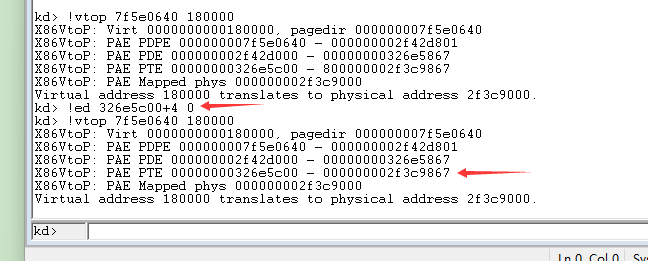 kd> !vtop 7f5e0640 180000
X86VtoP: Virt 0000000000180000, pagedir 000000007f5e0640
X86VtoP: PAE PDPE 000000007f5e0640 - 000000002f42d801
X86VtoP: PAE PDE 000000002f42d000 - 00000000326e5867
X86VtoP: PAE PTE 00000000326e5c00 - 800000002f3c9867
X86VtoP: PAE Mapped phys 000000002f3c9000
Virtual address 180000 translates to physical address 2f3c9000.
kd> !ed 326e5c00+4 0
kd> !vtop 7f5e0640 180000
X86VtoP: Virt 0000000000180000, pagedir 000000007f5e0640
X86VtoP: PAE PDPE 000000007f5e0640 - 000000002f42d801
X86VtoP: PAE PDE 000000002f42d000 - 00000000326e5867
X86VtoP: PAE PTE 00000000326e5c00 - 000000002f3c9867
X86VtoP: PAE Mapped phys 000000002f3c9000
Virtual address 180000 translates to physical address 2f3c9000.
kd>
Ln 0, Col 0